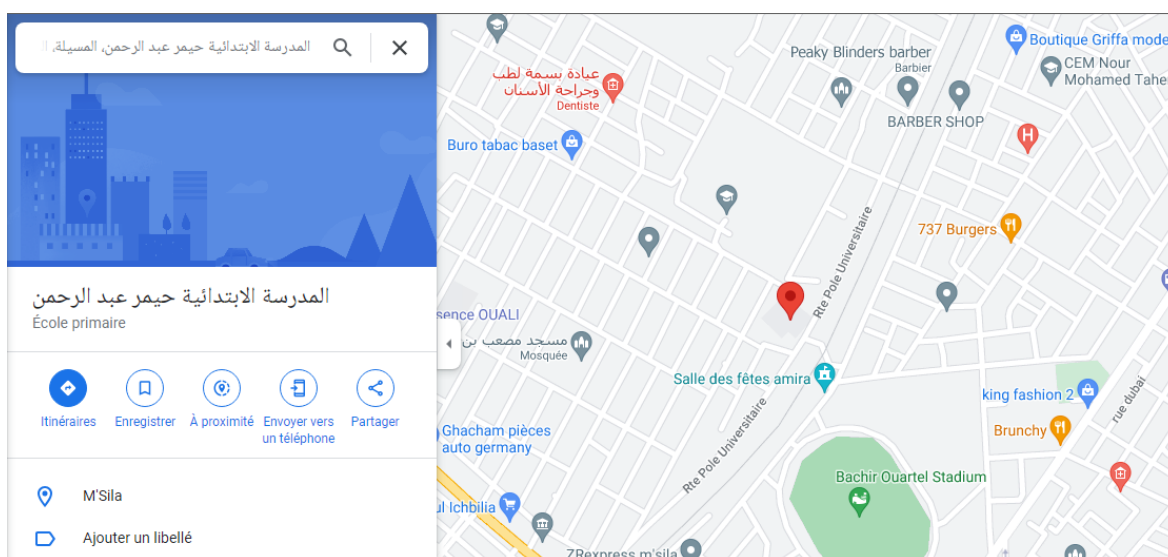 المدرسة الابتدائية حيمر عبد الرحمن، المسيلة، ا
المدرسة الابتدائية حيمر عبد الرحمن
École primaire
Itinéraires
Enregistrer
À proximité
Envoyer vers
un téléphone
Partager
M'Sila
Ajouter un libellé
Peaky Blinders barber
Barbier
Boutique Griffa mode
CEM Nour
Mohamed Tahe
عيادة بسمة لطب
وجراحة الأسنان
Dentiste
BARBER SHOP
Buro tabac baset
737 Burgers
Rte Pole Universitaire
sence OUALI
مسجد مصعب بن
Mosquée
Salle des fêtes amira
king fashion 2
rue dubai
Brunchy
Ghacham pièces
auto germany
Rte Pole Universitaire
Bachir Ouartel Stadium
ul Ichbilia
ZRexpress m'sila